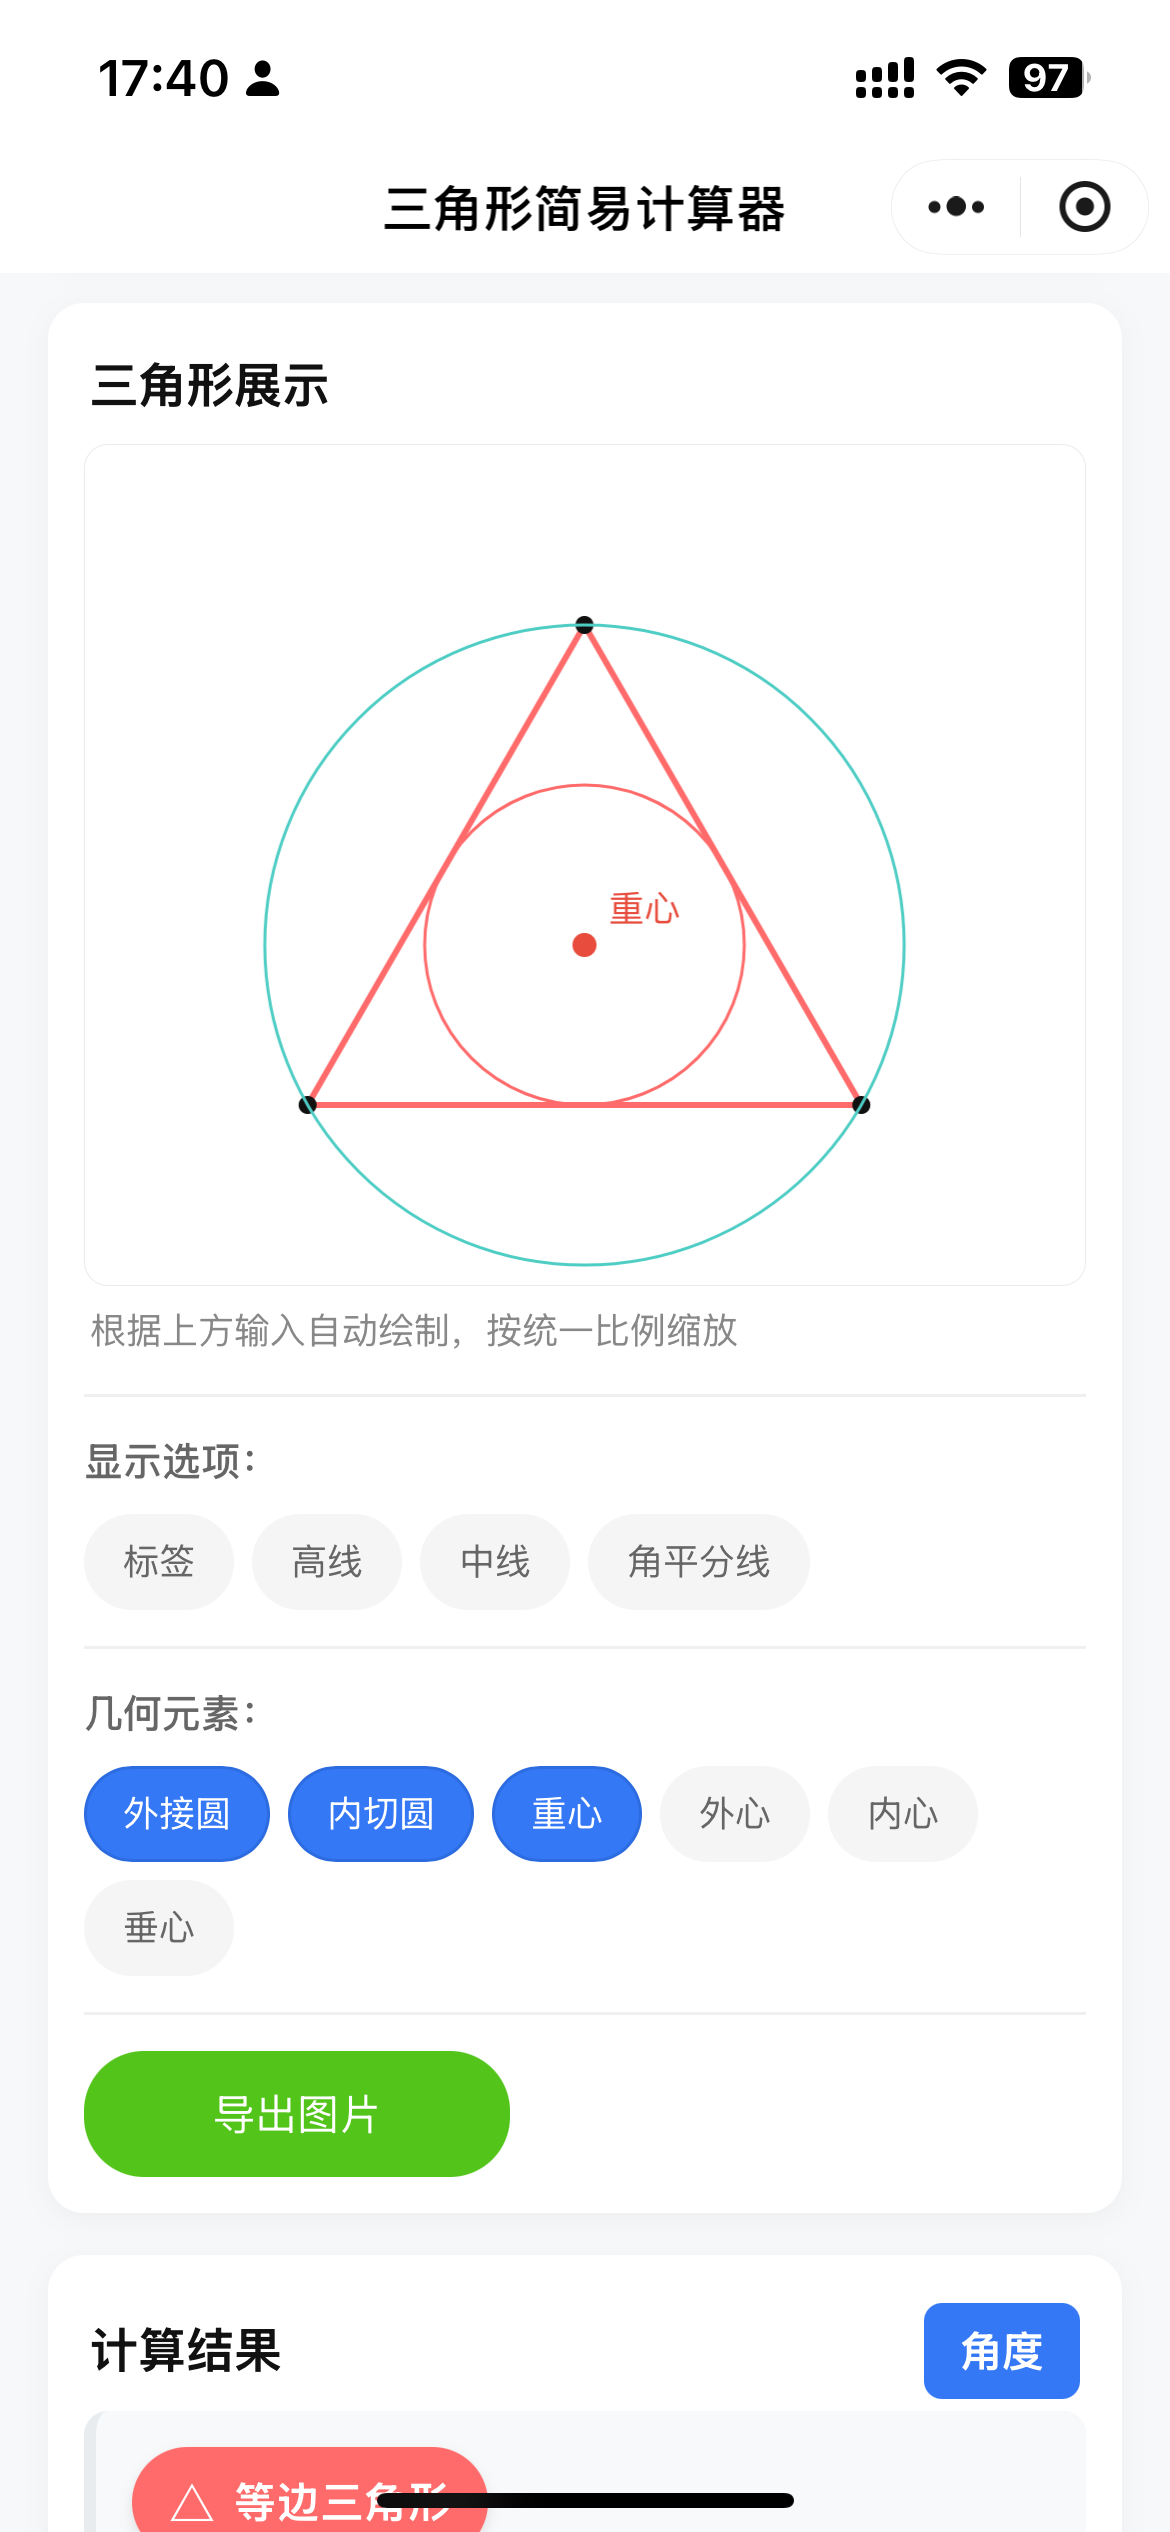 17:40
97
三角形简易计算器
三角形展示
重心
根据上方输入自动绘制，按统一比例缩放
显示选项：
标签 高线 中线 角平分线
几何元素：
外接圆 内切圆 重心 外心 内心
垂心
导出图片
计算结果 角度
△ 等边三角形